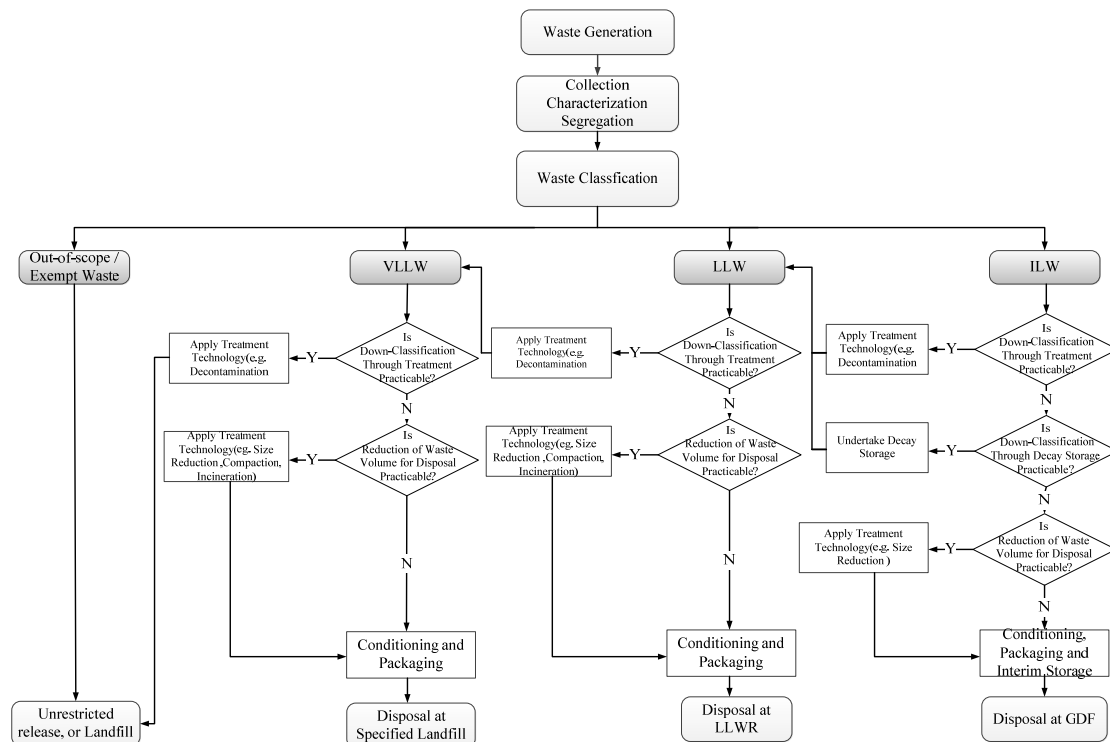 Waste Generation
Collection
Characterization
Segregation
Waste Classfication
Out-of-scope /
Exempt Waste
VLLW
LLW
ILW
Is
Down-Classification
Through Treatment
Practicable?
Y
Apply Treatment
Technology(e.g.
Decontamination
N
Is
Reduction of Waste
Volume for Disposal
Practicable?
Y
Apply Treatment
Technology(eg. Size
Reduction ,Compaction,
Incineration)
N
Conditioning and
Packaging
Disposal at
Specified Landfill
Is
Down-Classification
Through Treatment
Practicable?
Y
Apply Treatment
Technology(e.g.
Decontamination
N
Is
Reduction of Waste
Volume for Disposal
Practicable?
Y
Apply Treatment
Technology(eg. Size
Reduction ,Compaction,
Incineration)
N
Conditioning and
Packaging
Disposal at
LLWR
Is
Down-Classification
Through Treatment
Practicable?
Y
Apply Treatment
Technology(e.g.
Decontamination
N
Is
Down-Classification
Through Decay Storage
Practicable?
Y
Undertake Decay
Storage
N
Is
Reduction of Waste
Volume for Disposal
Practicable?
Y
Apply Treatment
Technology(e.g. Size
Reduction )
N
Conditioning,
Packaging and
Interim Storage
Disposal at GDF
Unrestricted
release, or Landfill